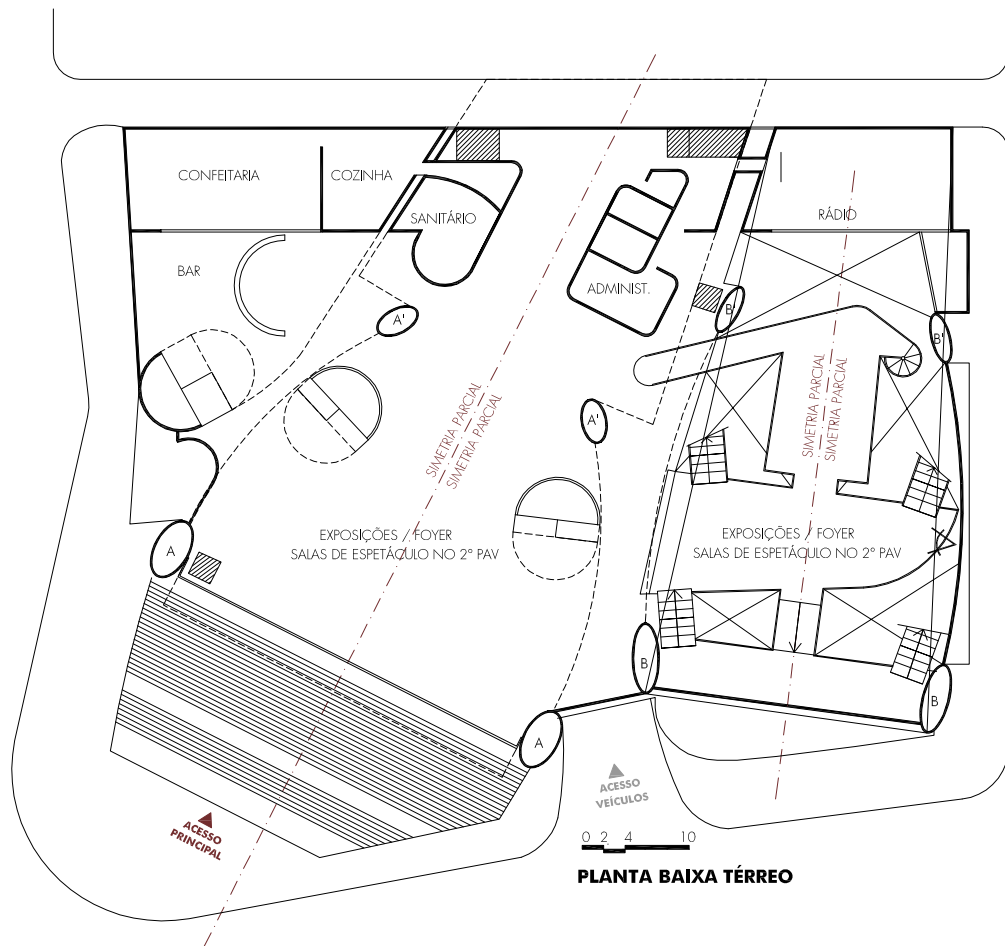 CONFEITARIA
COZINHA
SANITÁRIO
RÁDIO
BAR
ADMINIST.
A'
B'
B'
A'
SIMETRIA PARCIAL
SIMETRIA PARCIAL
SIMETRIA PARCIAL
SIMETRIA PARCIAL
EXPOSIÇÕES / FOYER
SALAS DE ESPETÁCULO NO 2° PAV
EXPOSIÇÕES / FOYER
SALAS DE ESPETÁCULO NO 2° PAV
A
B
B
A
ACESSO
VEÍCULOS
ACESSO
PRINCIPAL
0 2 4 10
PLANTA BAIXA TÉRREO